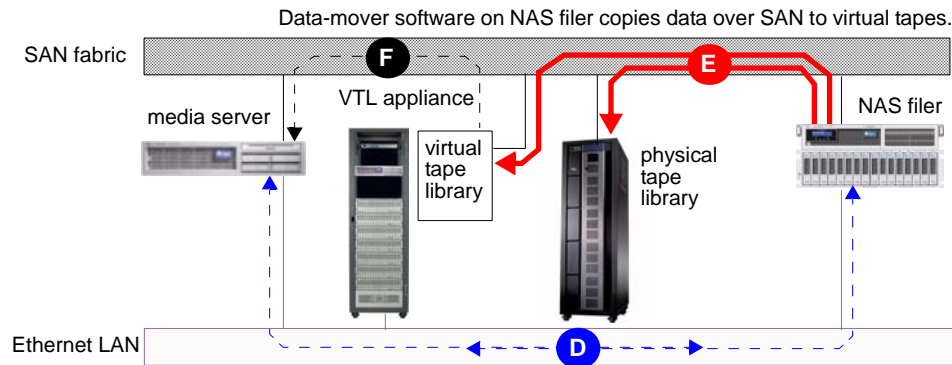 Data-mover software on NAS filer copies data over SAN to virtual tapes.
SAN fabric
F
E
VTL appliance
NAS filer
media server
virtual
tape
library
physical
tape
library
Ethernet LAN
D